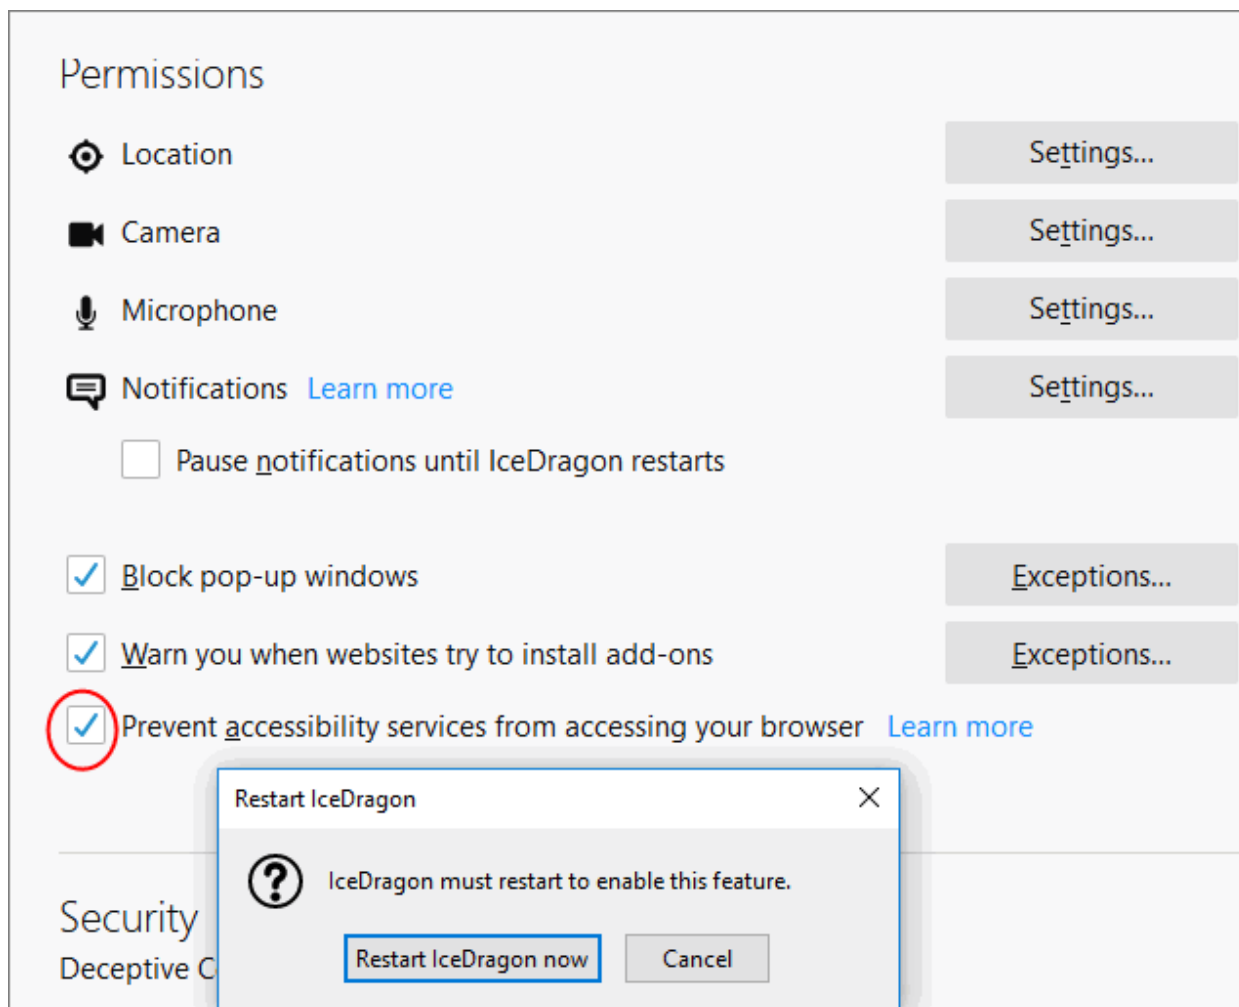 Permissions
Location Settings...
Camera Settings...
Microphone Settings...
Notifications Learn more Settings...
Pause notifications until IceDragon restarts
Block pop-up windows Exceptions...
Warn you when websites try to install add-ons Exceptions...
Prevent accessibility services from accessing your browser Learn more
Restart IceDragon
IceDragon must restart to enable this feature.
Restart IceDragon now Cancel
Security
Deceptive